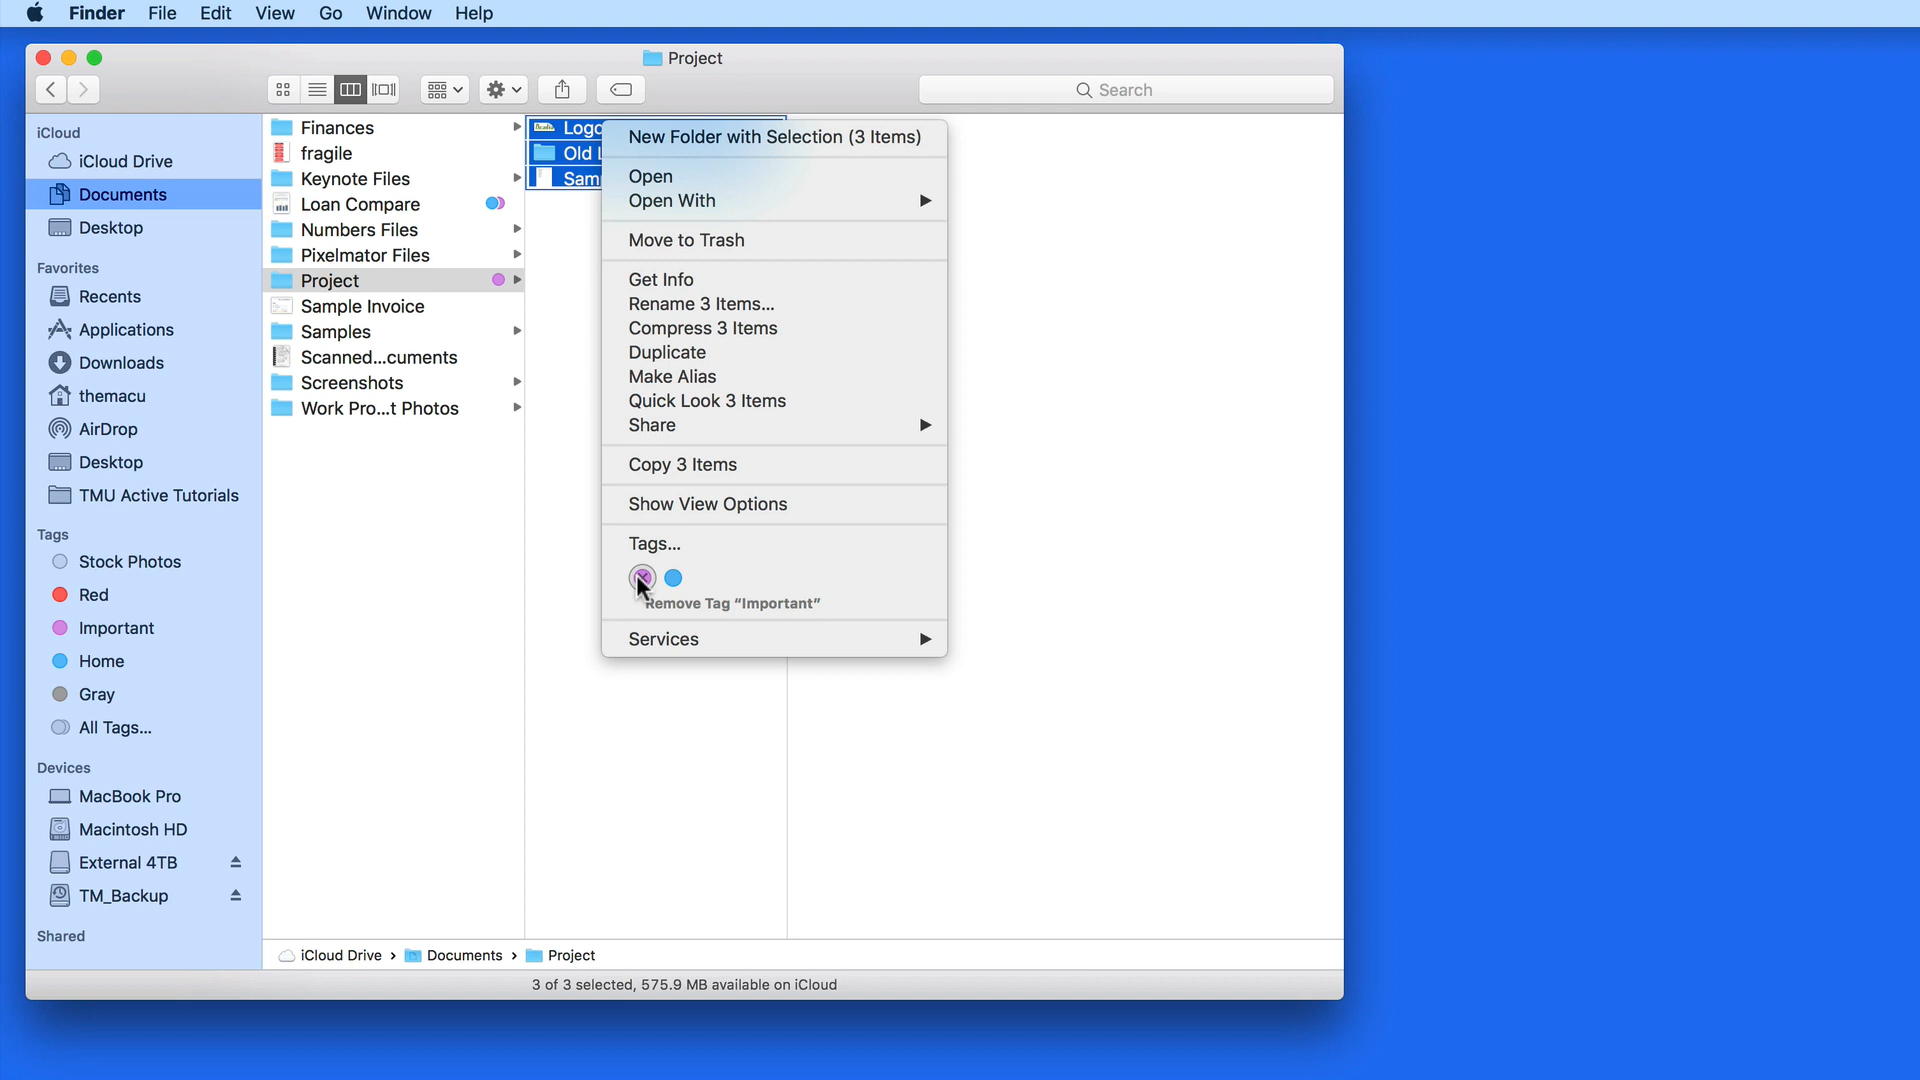 Finder File Edit View Go Window Help
Project
Search
iCloud
iCloud Drive
Documents
Desktop
Favorites
Recents
Applications
Downloads
themacu
AirDrop
Desktop
TMU Active Tutorials
Tags
Stock Photos
Red
Important
Home
Gray
All Tags...
Devices
MacBook Pro
Macintosh HD
External 4TB
TM_Backup
Shared
Finances
fragile
Keynote Files
Loan Compare
Numbers Files
Pixelmator Files
Project
Sample Invoice
Samples
Scanned...cuments
Screenshots
Work Pro...t Photos
Logo
Old L
Sam
New Folder with Selection (3 Items)
Open
Open With
Move to Trash
Get Info
Rename 3 Items...
Compress 3 Items
Duplicate
Make Alias
Quick Look 3 Items
Share
Copy 3 Items
Show View Options
Tags...
Remove Tag “Important”
Services
iCloud Drive › Documents › Project
3 of 3 selected, 575.9 MB available on iCloud